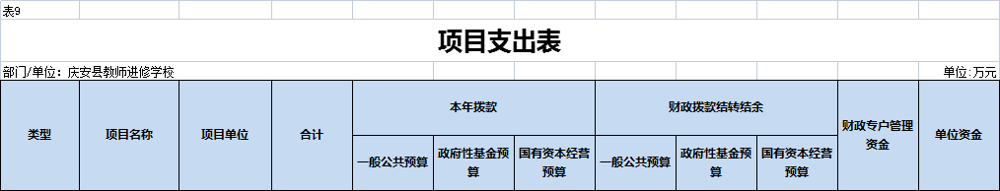 表9
项目支出表
部门/单位：庆安县教师进修学校
单位:万元
类型
项目名称
项目单位
合计
本年拨款
财政拨款结转结余
财政专户管理
资金
单位资金
一般公共预算
政府性基金预
算
国有资本经营
预算
一般公共预算
政府性基金预
算
国有资本经营
预算